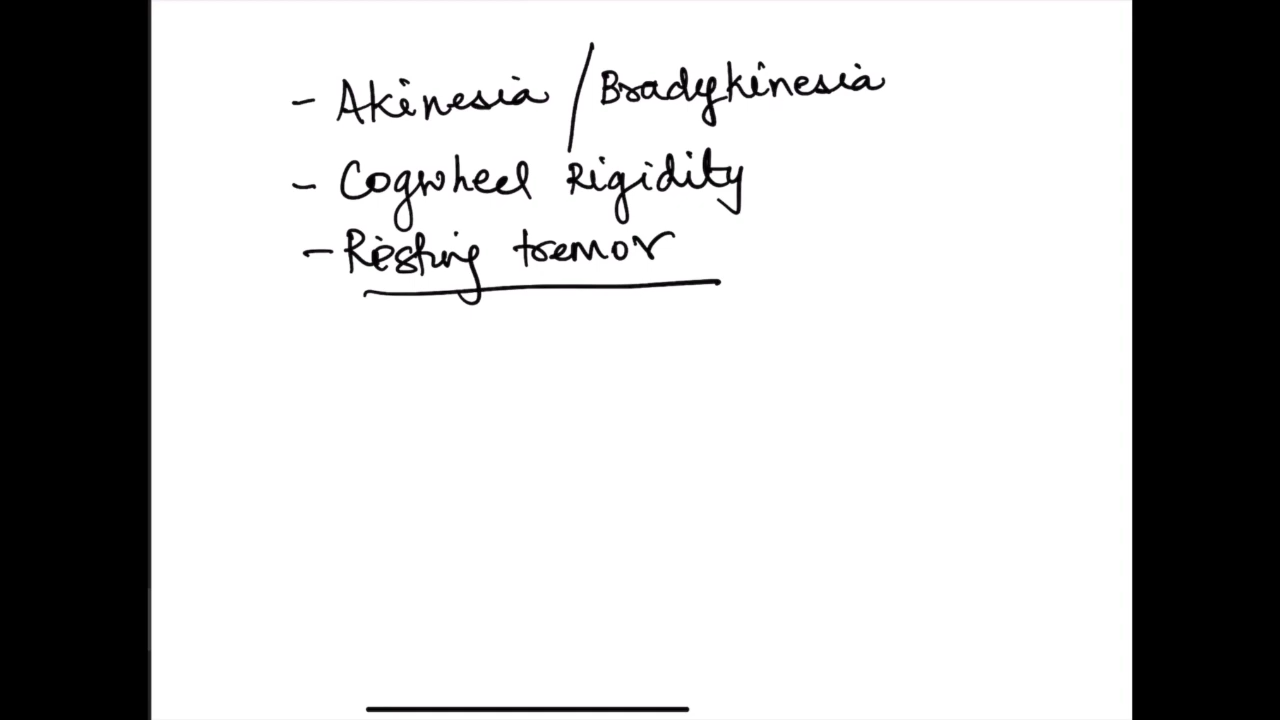 - Akinesia / Bradykinesia
- Cogwheel Rigidity
- Resting tremor